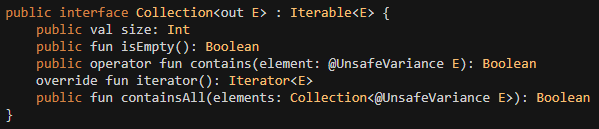 public interface Collection<out E> : Iterable<E> {
    public val size: Int
    public fun isEmpty(): Boolean
    public operator fun contains(element: @UnsafeVariance E): Boolean
    override fun iterator(): Iterator<E>
    public fun containsAll(elements: Collection<@UnsafeVariance E>): Boolean
}